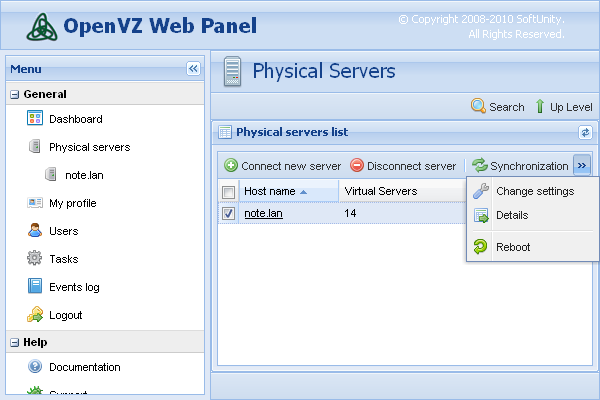 OpenVZ Web Panel
© Copyright 2008-2010 SoftUnity.
All Rights Reserved.
Menu
General
Dashboard
Physical servers
note.lan
My profile
Users
Tasks
Events log
Logout
Help
Documentation
Support
Physical Servers
Search Up Level
Physical servers list
Connect new server Disconnect server Synchronization »
Host name Virtual Servers
note.lan 14
Change settings
Details
Reboot